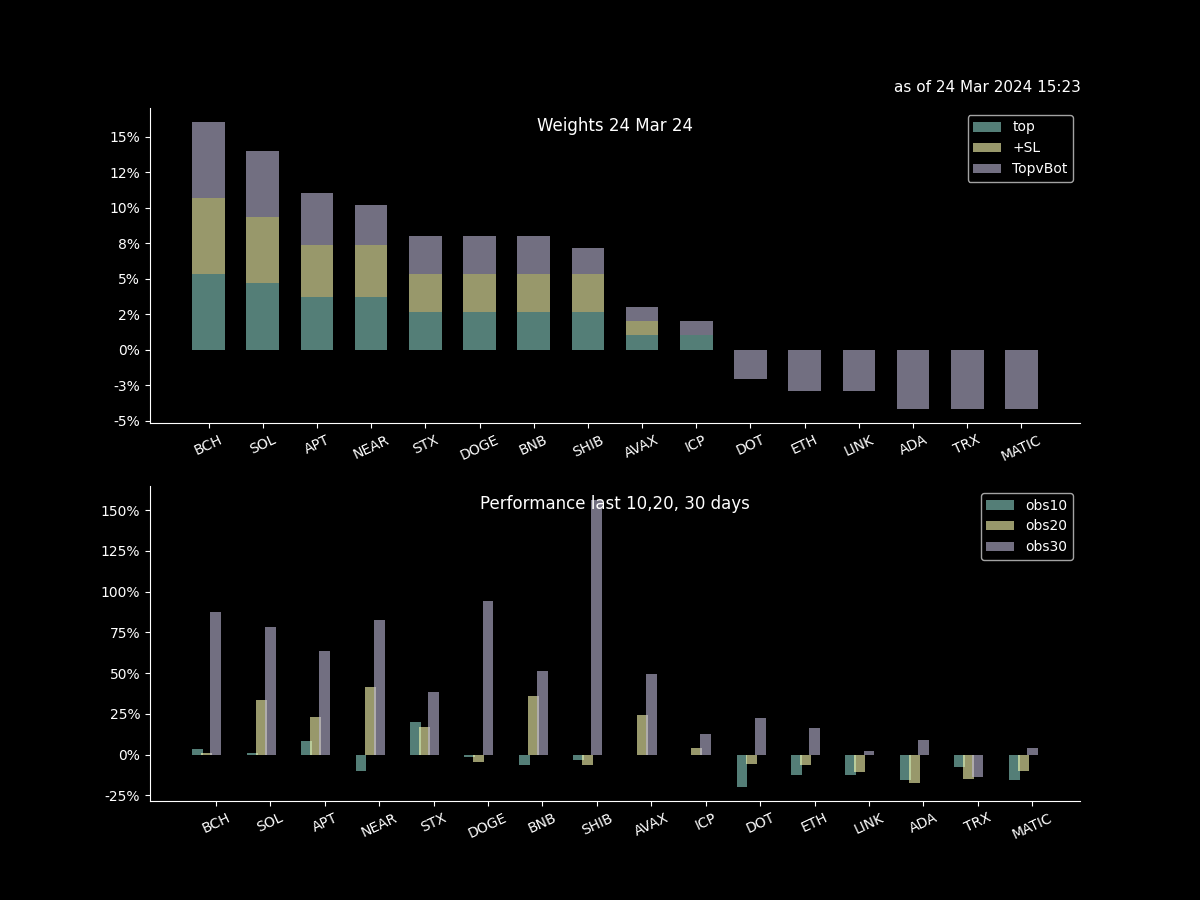 as of 24 Mar 2024 15:23
Weights 24 Mar 24
top
+SL
TopvBot
15%
12%
10%
8%
5%
2%
0%
-3%
-5%
BCH SOL APT NEAR STX DOGE BNB SHIB AVAX ICP DOT ETH LINK ADA TRX MATIC
Performance last 10,20, 30 days
obs10
obs20
obs30
150%
125%
100%
75%
50%
25%
0%
-25%
BCH SOL APT NEAR STX DOGE BNB SHIB AVAX ICP DOT ETH LINK ADA TRX MATIC